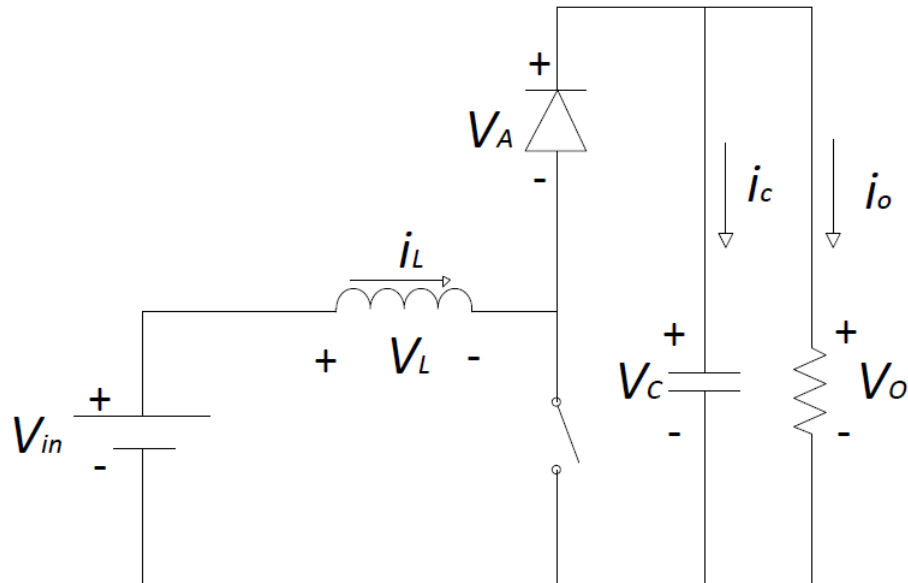 +
V_A
-
i_c
i_o
i_L
+ V_L -
+
V_in
-
+
V_C
-
+
V_O
-